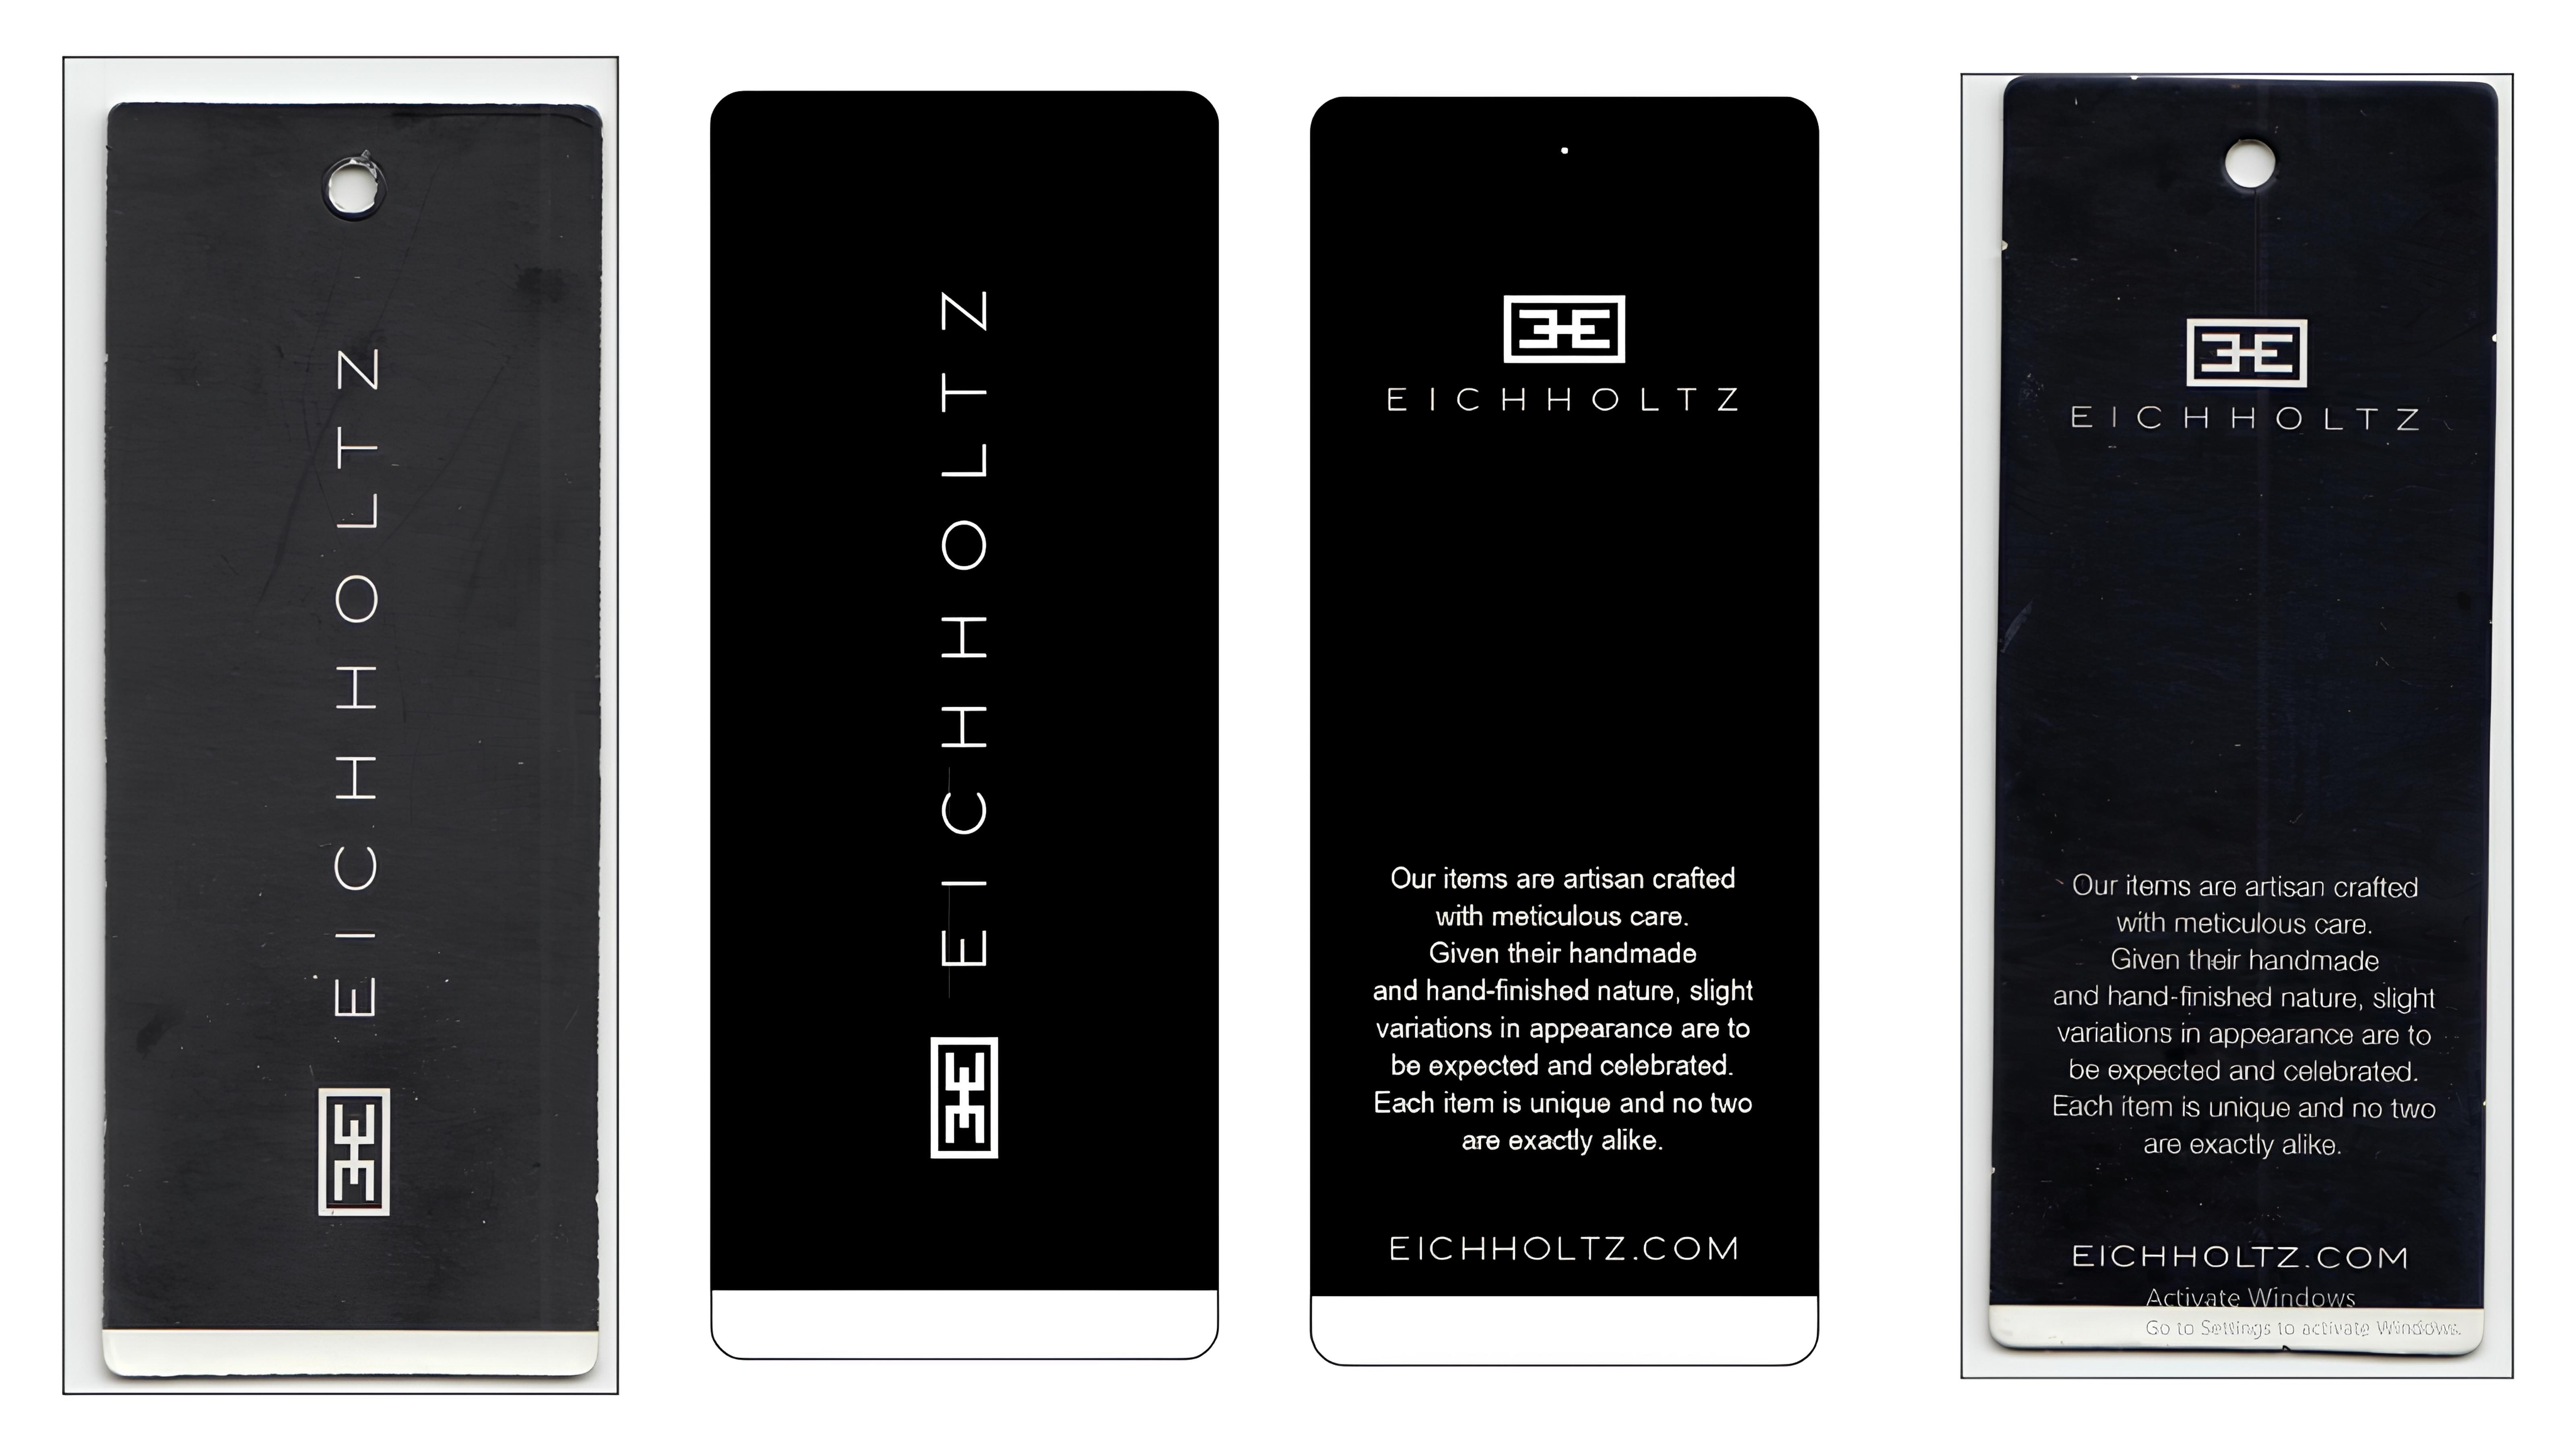 EICHHOLTZ
EICHHOLTZ
EICHHOLTZ
Our items are artisan crafted
with meticulous care.
Given their handmade
and hand-finished nature, slight
variations in appearance are to
be expected and celebrated.
Each item is unique and no two
are exactly alike.
EICHHOLTZ.COM
EICHHOLTZ
Our items are artisan crafted
with meticulous care.
Given their handmade
and hand-finished nature, slight
variations in appearance are to
be expected and celebrated.
Each item is unique and no two
are exactly alike.
EICHHOLTZ.COM
Activate Windows
Go to Settings to activate Windows.